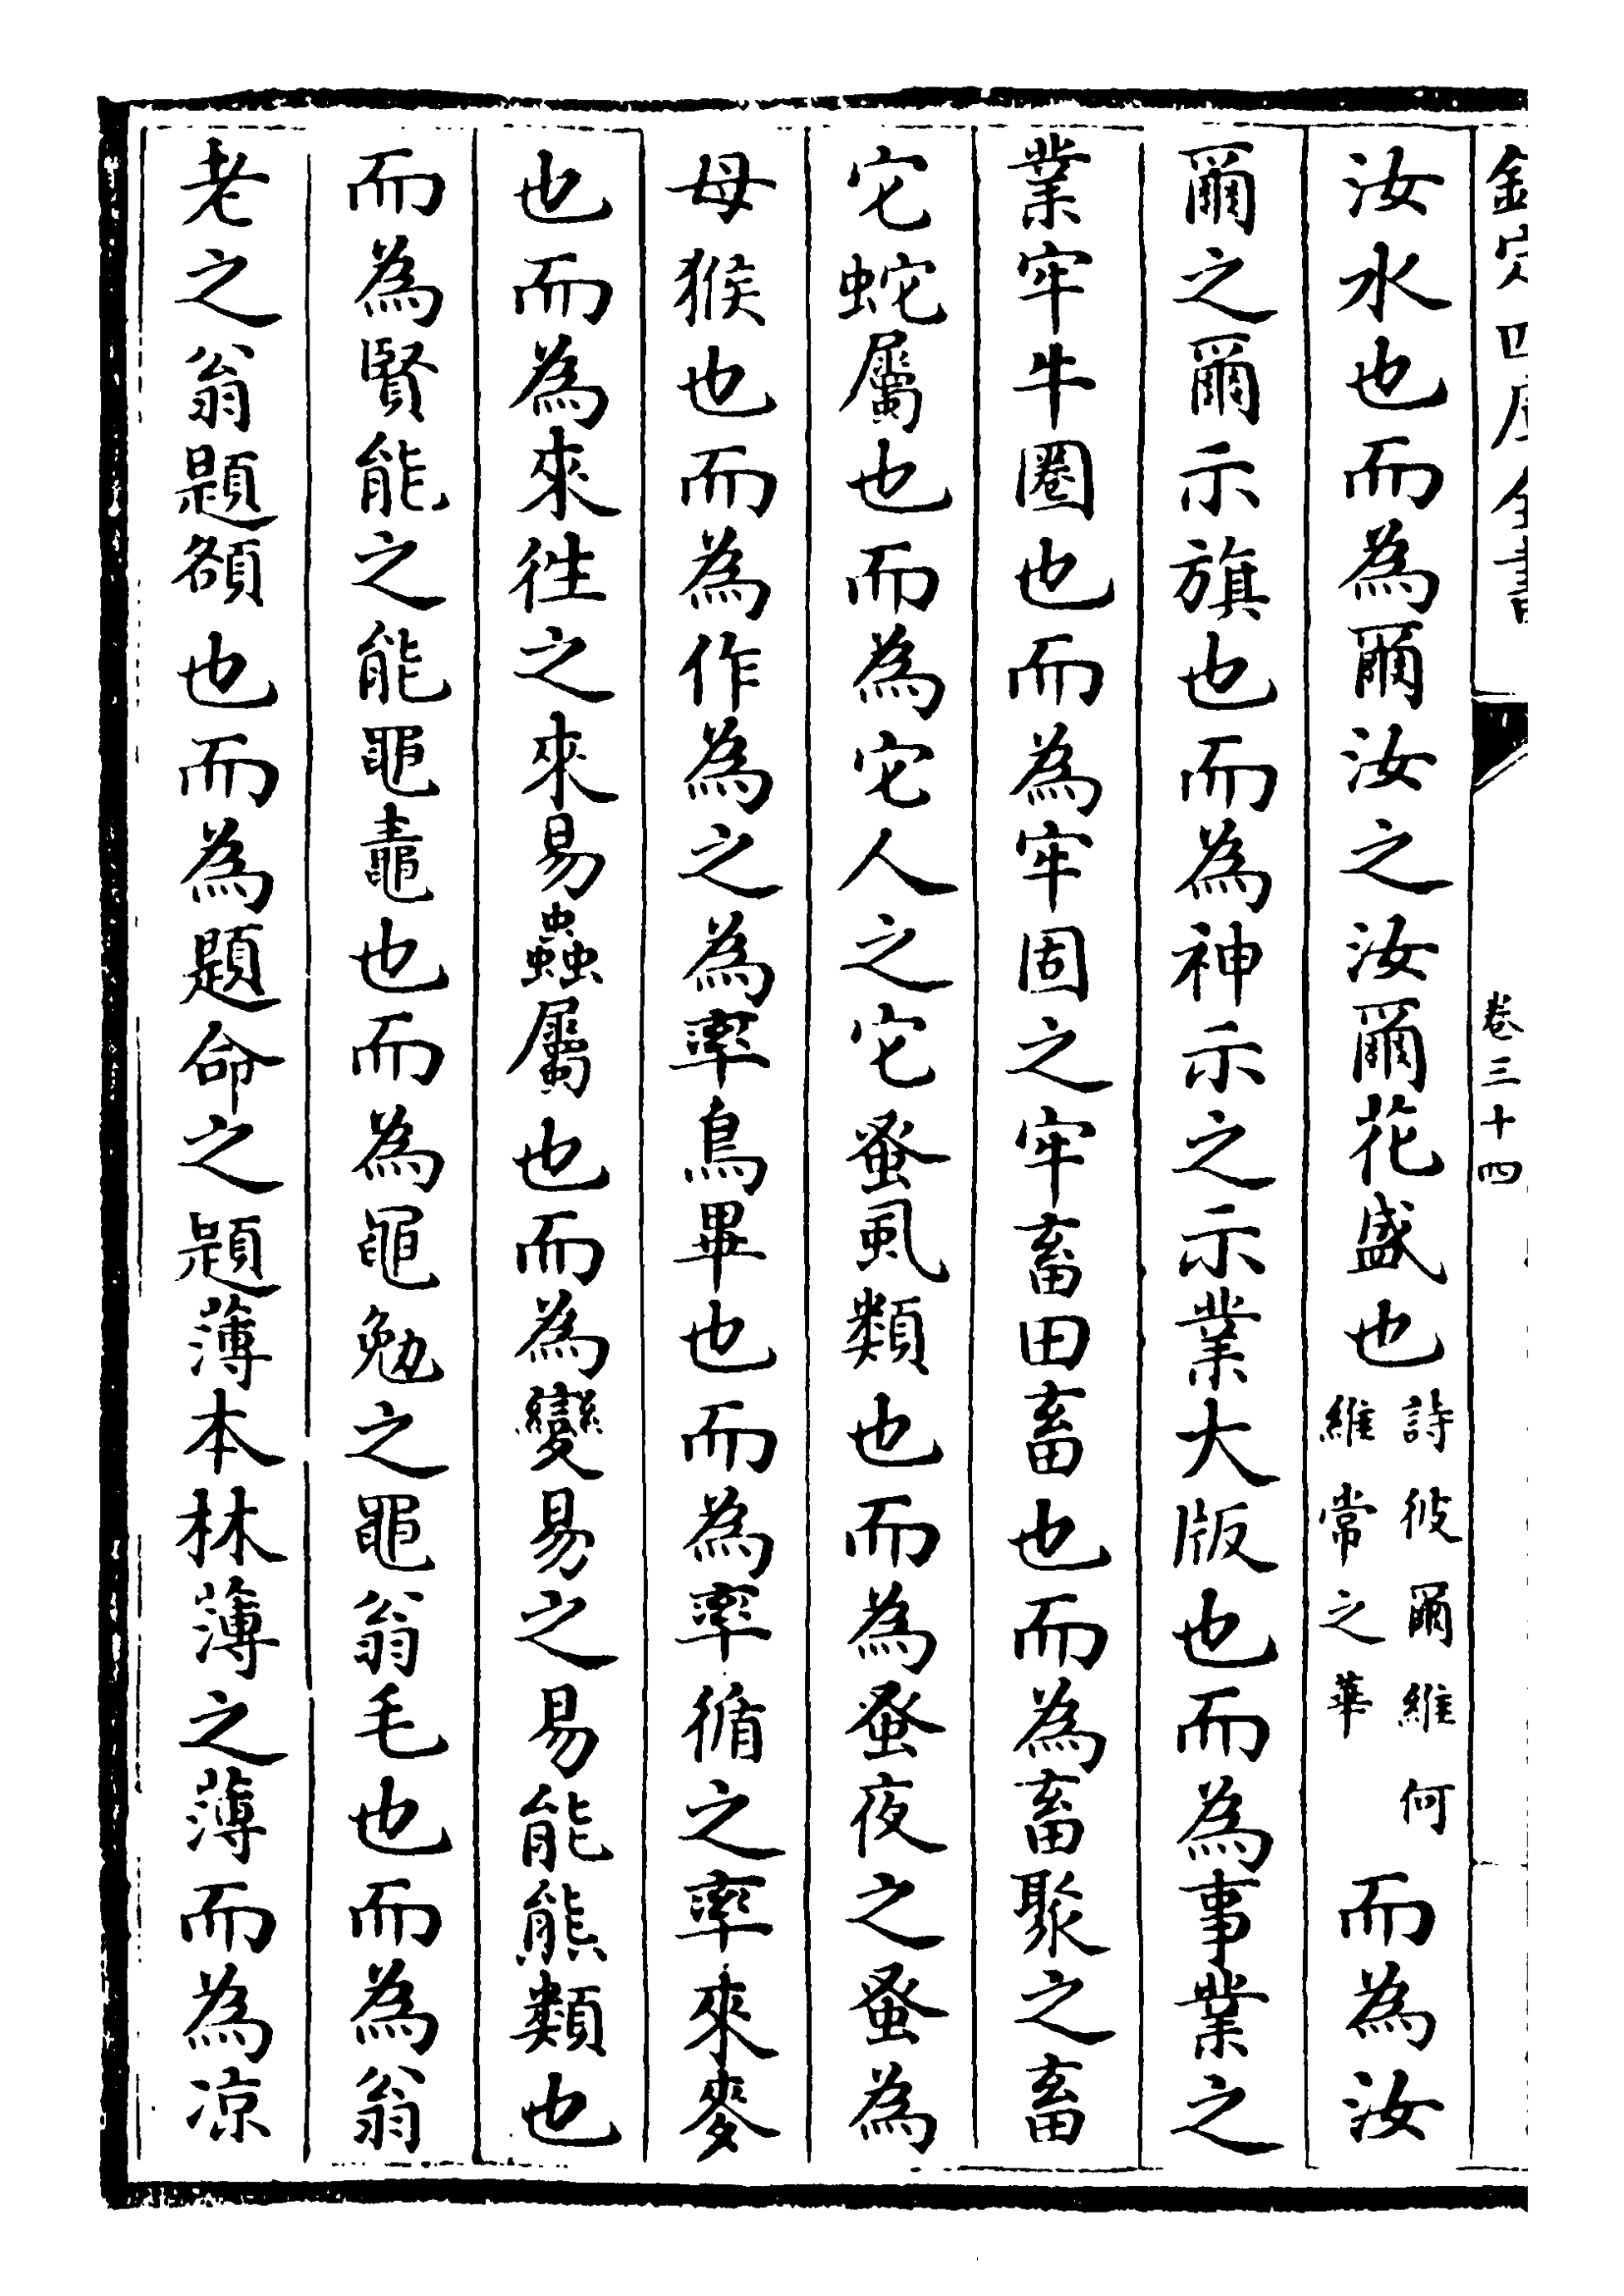 欽定四庫全書
卷三十四
汝水也而為爾汝之汝爾花盛也詩彼爾維何維常之華而為汝
爾之爾示旗也而為神示之示業大版也而為事業之
業牢牛圈也而為牢固之牢畜田畜也而為畜聚之畜
它蛇屬也而為它人之它蚤虱類也而為蚤夜之蚤為
母猴也而為作為之為率鳥畢也而為率循之率來麥
也而為來徃之來易蟲屬也而為變易之易能熊類也
而為賢能之能黽鼃也而為黽勉之黽翁毛也而為翁
老之翁題額也而為題命之題薄本林薄之薄而為凉